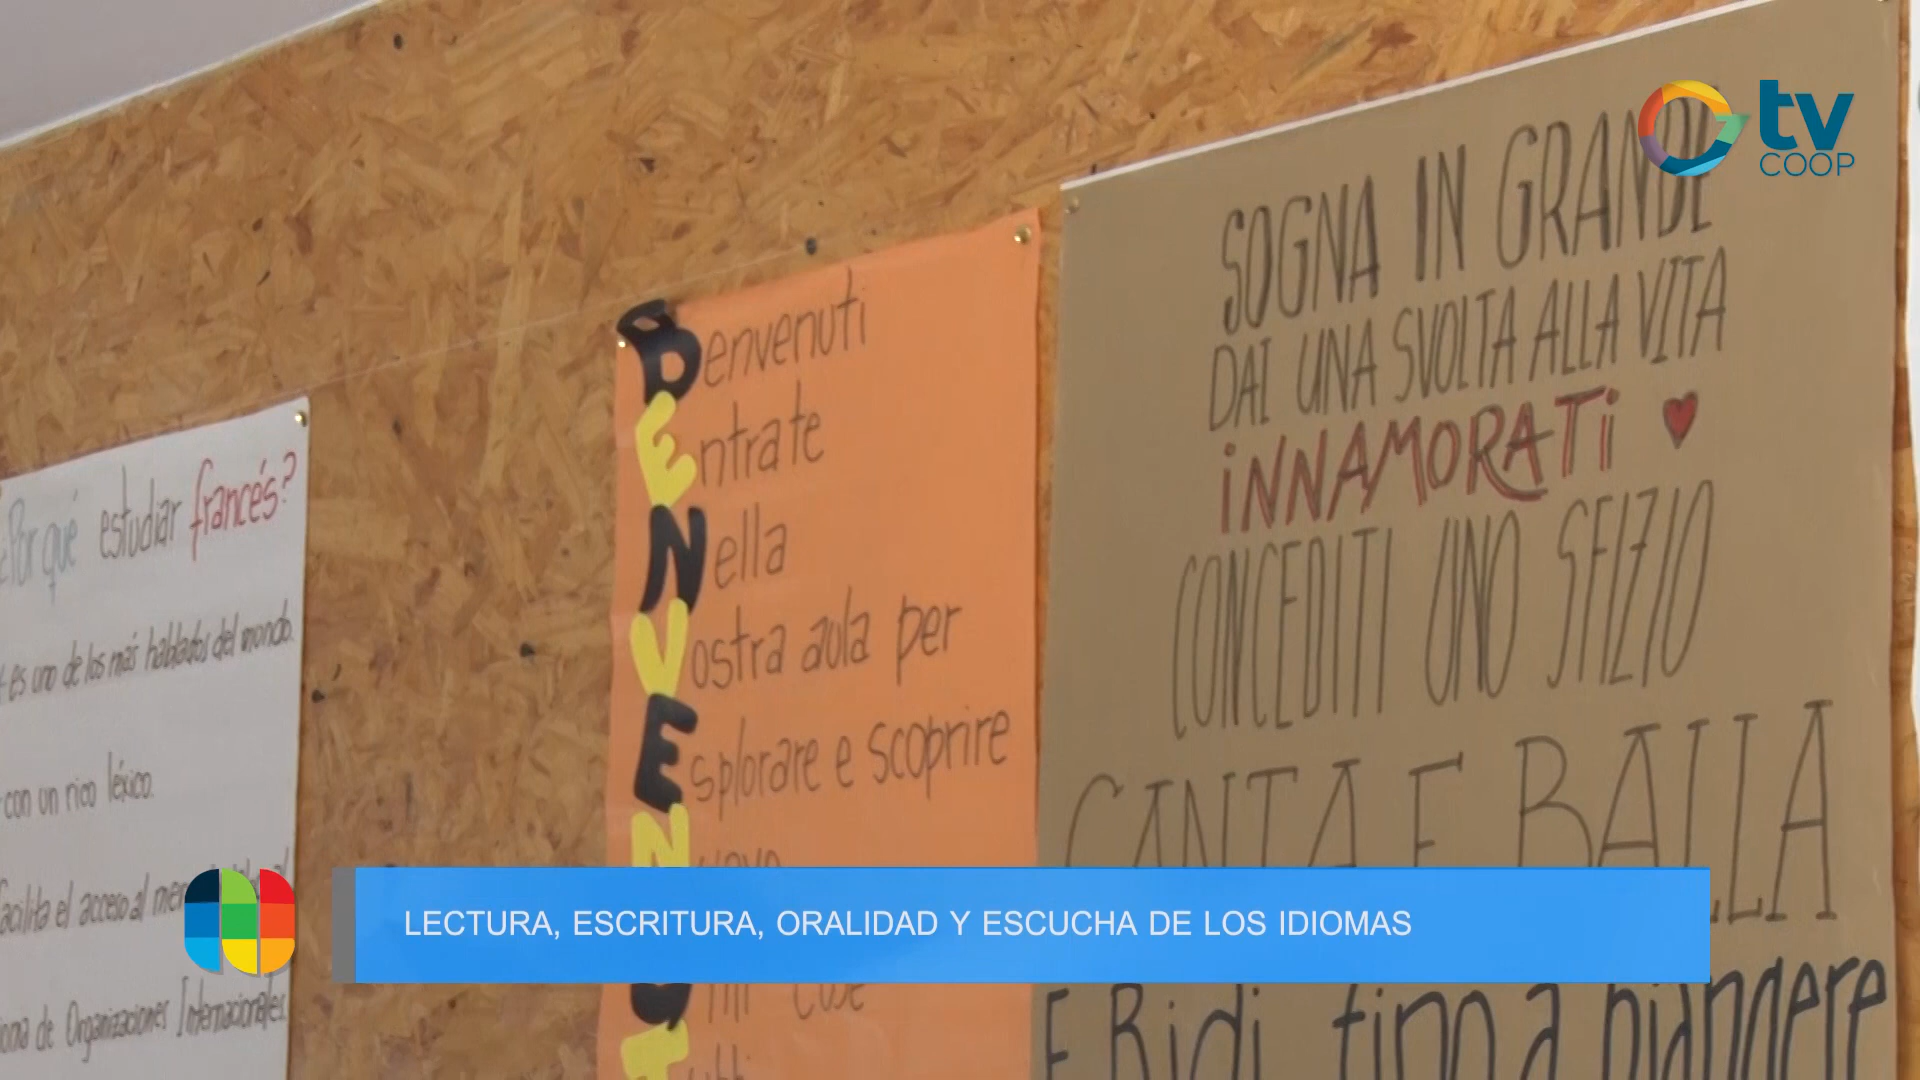 ¿Por qué estudiar francés?
es uno de los más hablados del mundo.
con un rico léxico.
facilita el acceso al
de Organizaciones Internacionales
Benvenuti
Entrate
Nella
Vostra aula per
Esplorare e scoprire
SOGNA IN GRANDE
DAI UNA SVOLTA ALLA VITA
iNNAMORATi
CONCEDITI UNO SFIZIO
CANTA E BALLA
E Ridi fino a piangere
tv
COOP
LECTURA, ESCRITURA, ORALIDAD Y ESCUCHA DE LOS IDIOMAS